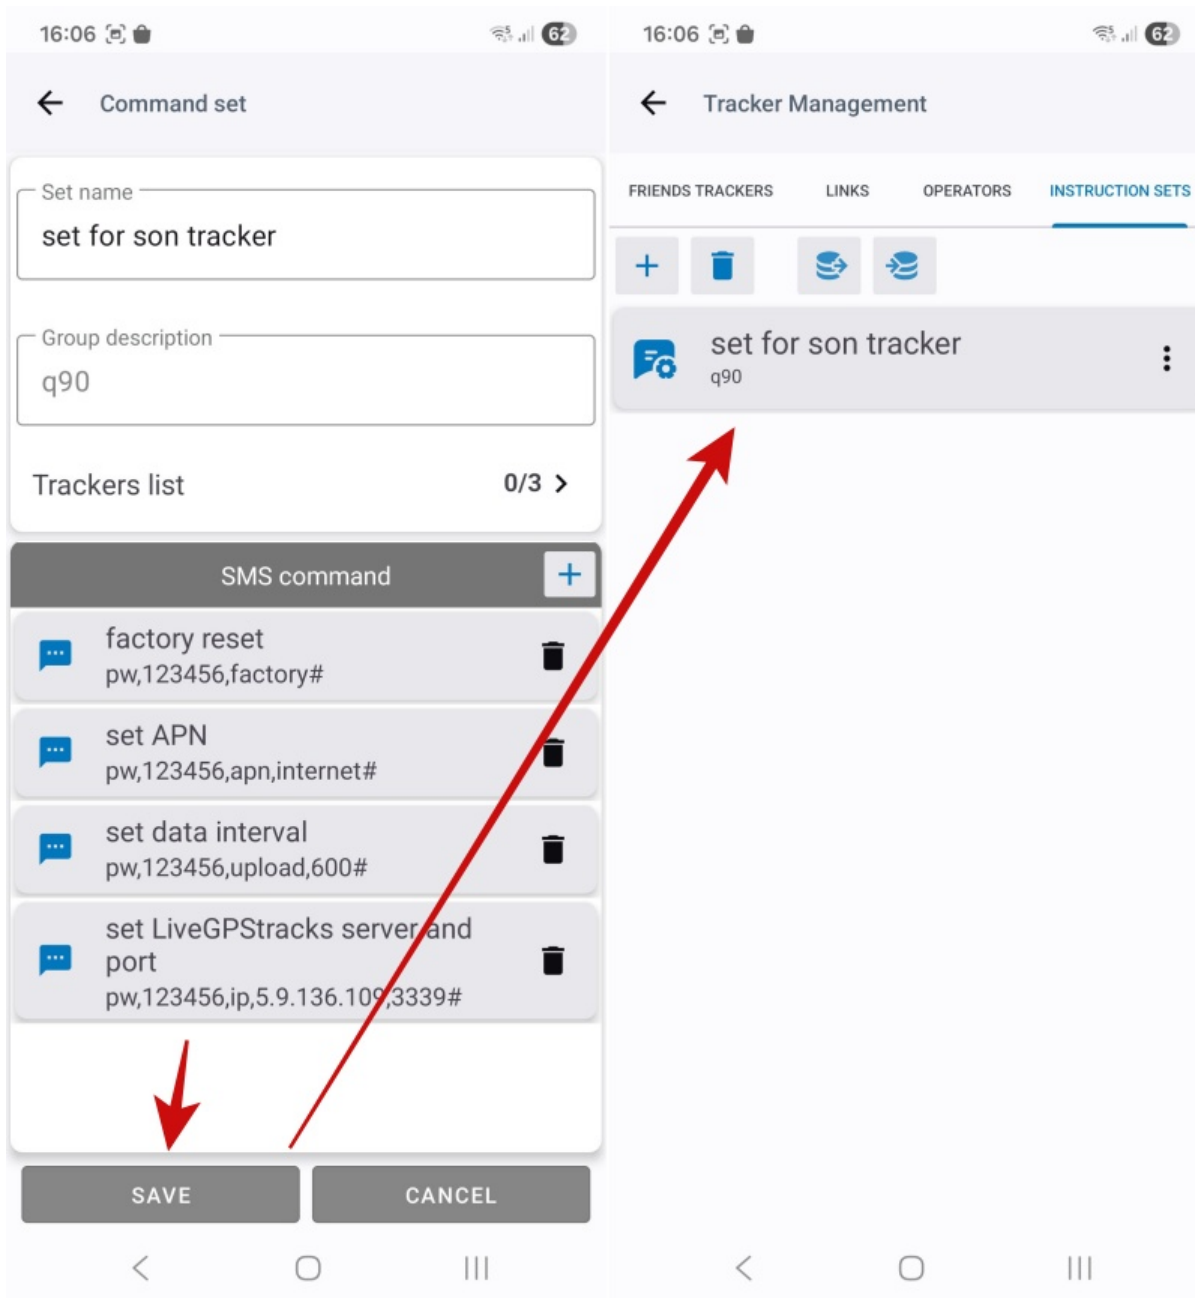 16:06
62
Command set
Set name
set for son tracker
Group description
q90
Trackers list 0/3
SMS command
factory reset
pw,123456,factory#
set APN
pw,123456,apn,internet#
set data interval
pw,123456,upload,600#
set LiveGPStracks server and
port
pw,123456,ip,5.9.136.109,3339#
SAVE CANCEL
16:06
62
Tracker Management
FRIENDS TRACKERS LINKS OPERATORS INSTRUCTION SETS
set for son tracker
q90